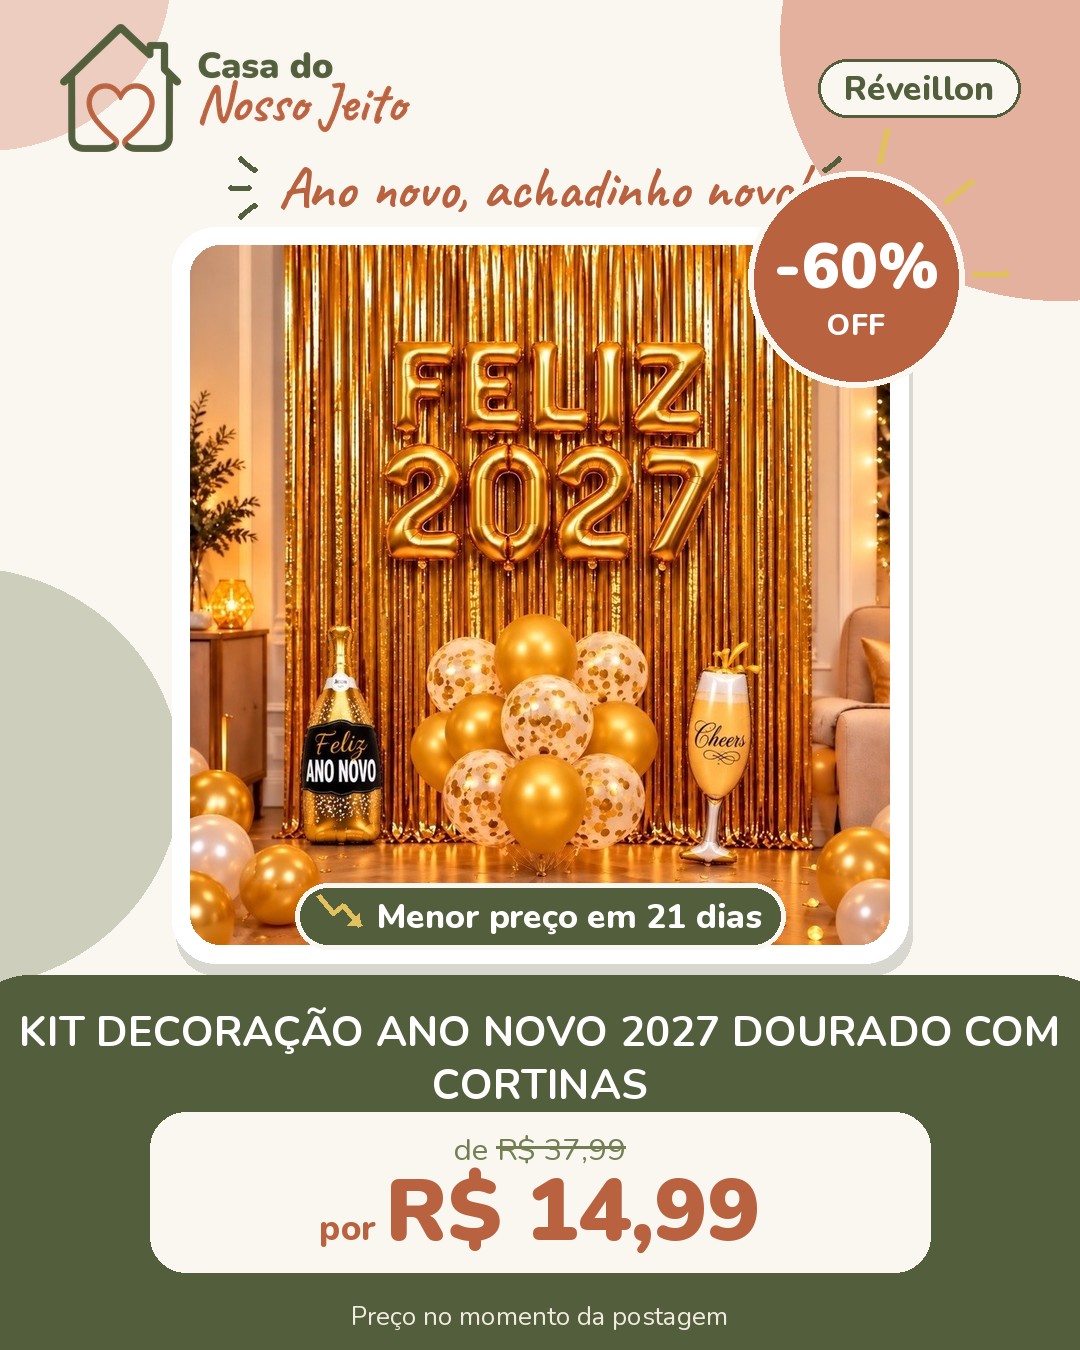 Casa do
Nosso Jeito
Réveillon
Ano novo, achadinho novo!
-60%
OFF
FELIZ
2027
Feliz
ANO NOVO
Cheers
Menor preço em 21 dias
KIT DECORAÇÃO ANO NOVO 2027 DOURADO COM
CORTINAS
de R$ 37,99
por R$ 14,99
Preço no momento da postagem